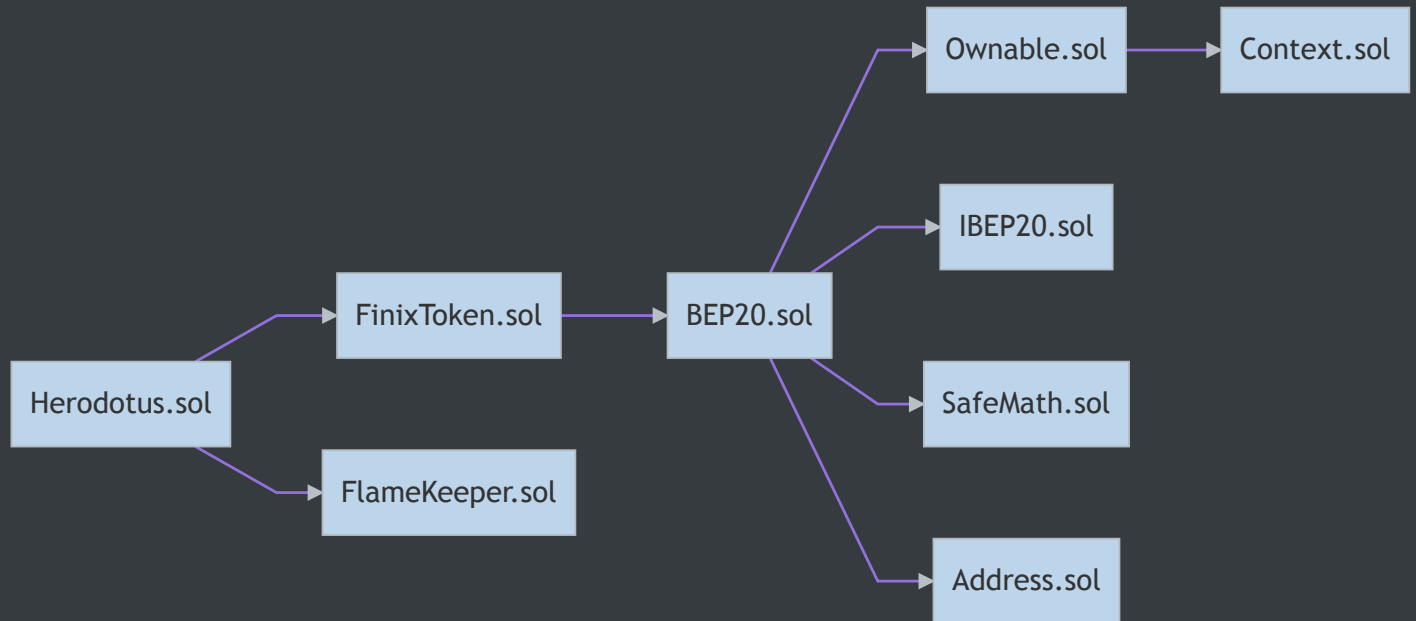 Ownable.sol
Context.sol
IBEP20.sol
FinixToken.sol
BEP20.sol
Herodotus.sol
SafeMath.sol
FlameKeeper.sol
Address.sol